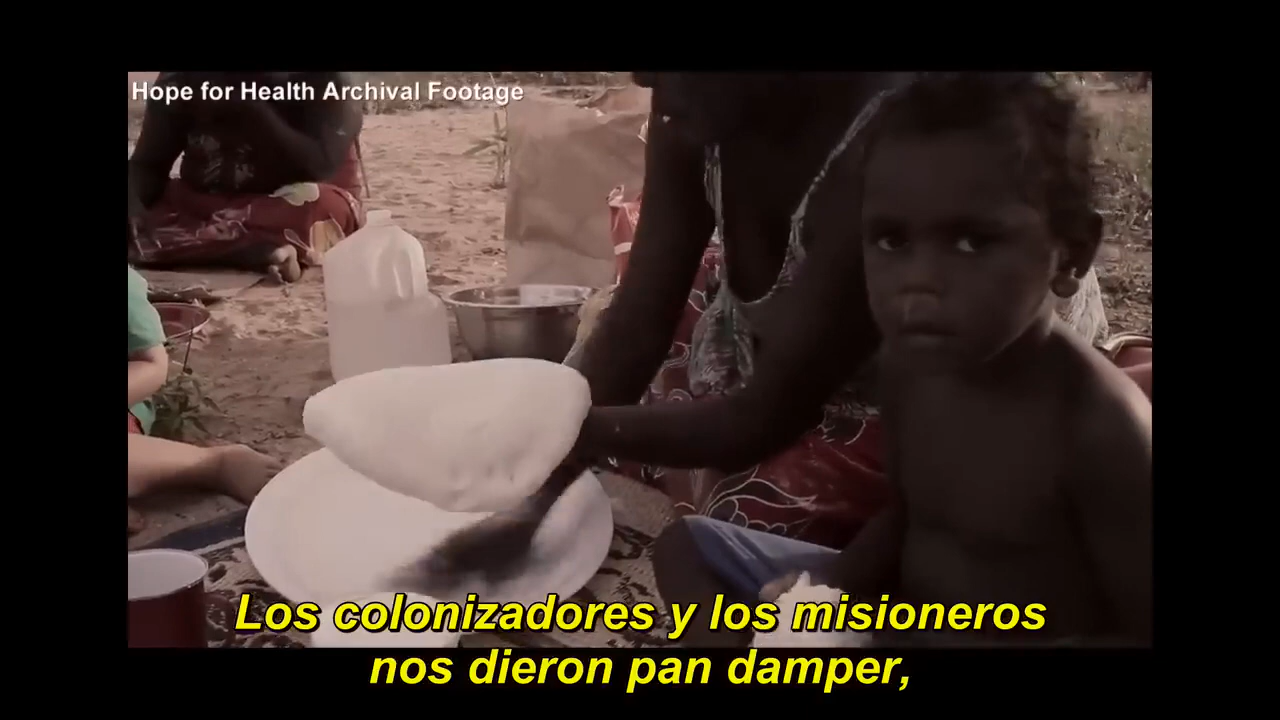 Hope for Health Archival Footage
Los colonizadores y los misioneros
nos dieron pan damper,